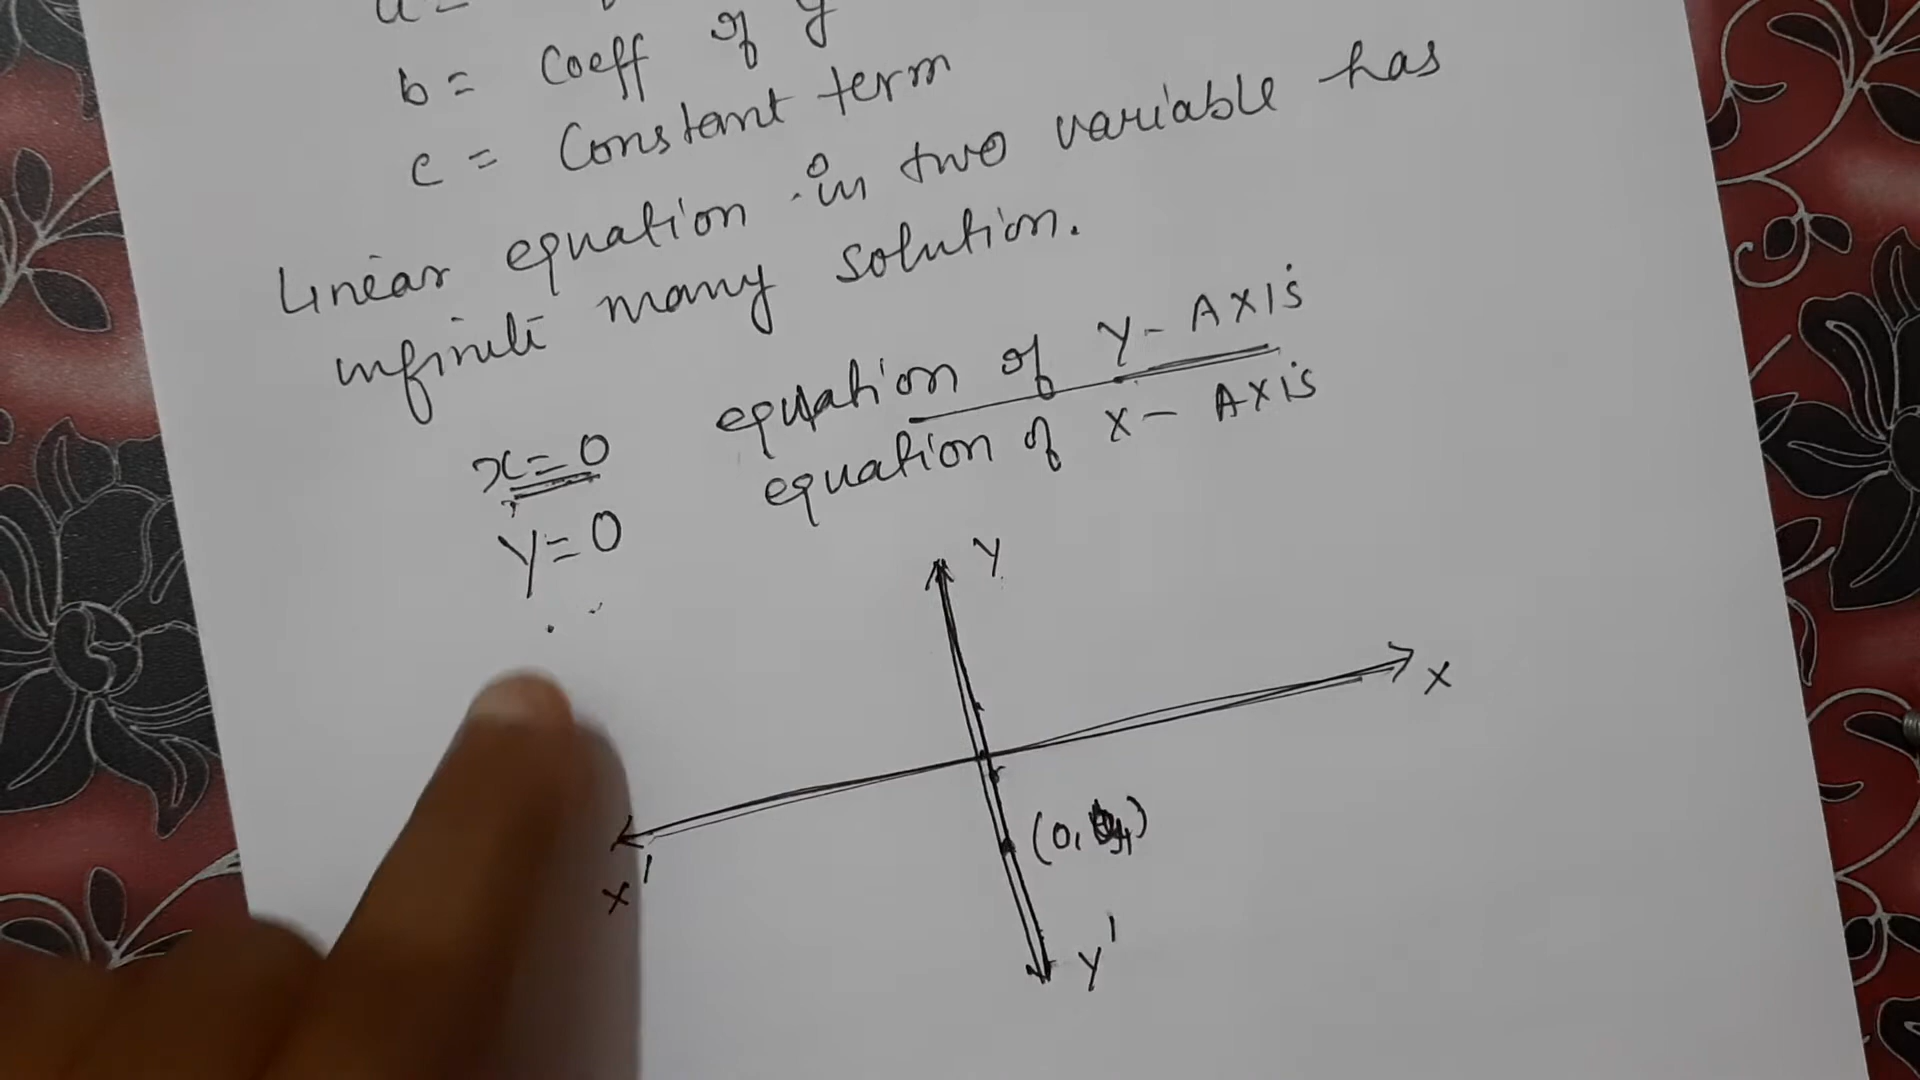 b = Coeff of y
c = Constant term
Linear equation in two variable has
infinite many solution.
x=0 equation of Y-AXIS
Y=0 equation of X-AXIS
Y
X
(0,
X'
Y'